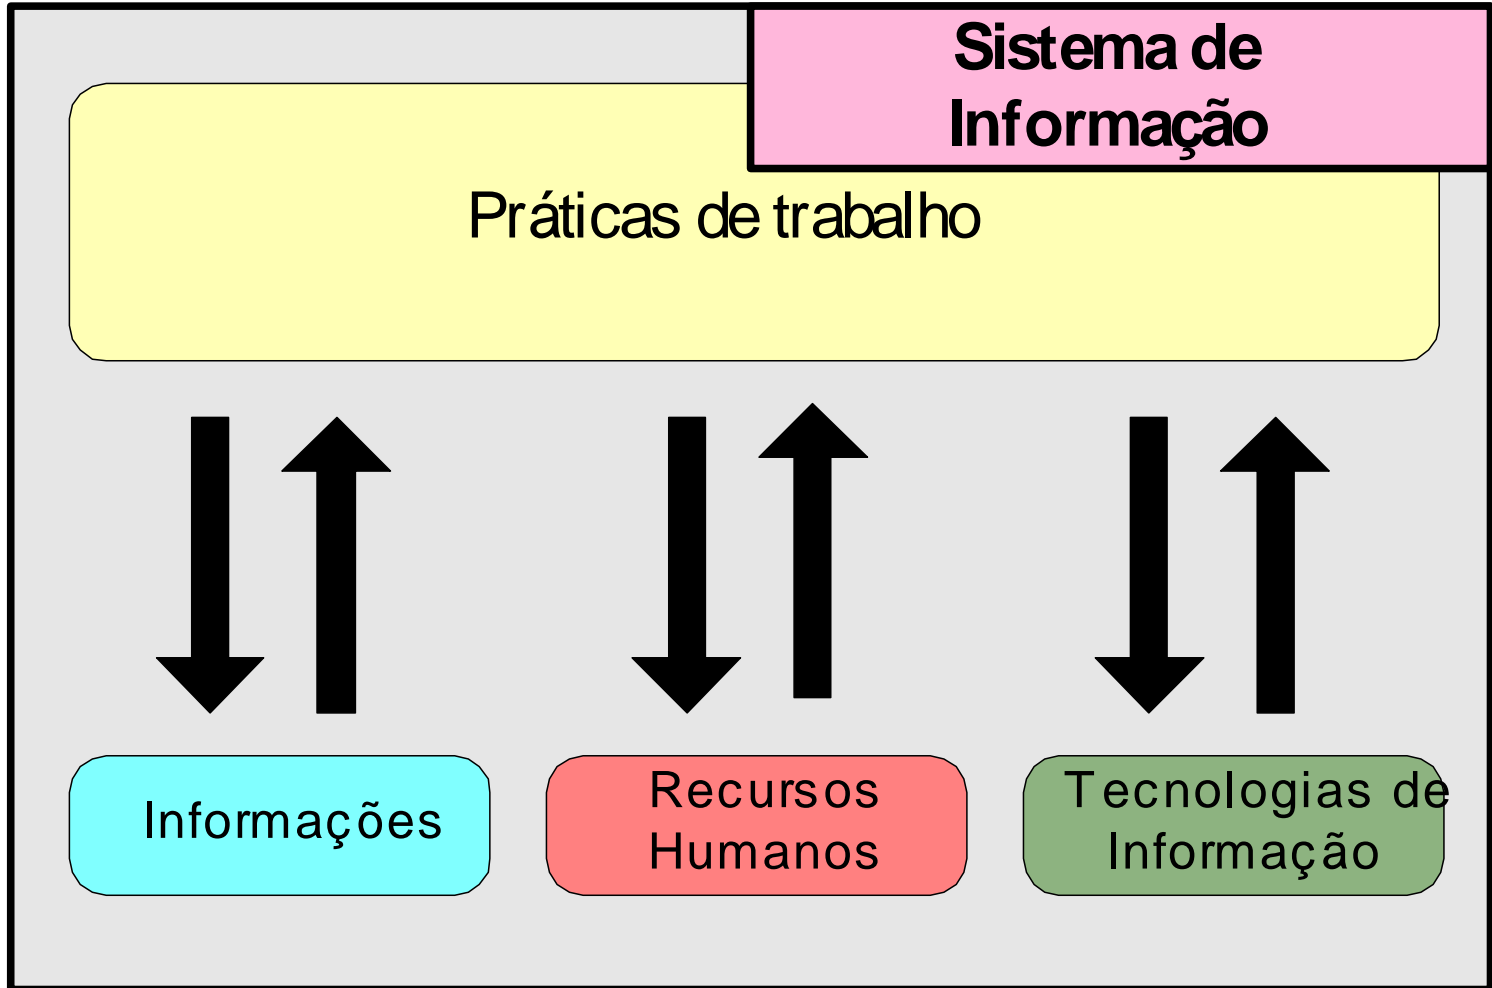 Sistema de
Informação
Práticas de trabalho
Informações
Recursos
Humanos
Tecnologias de
Informação